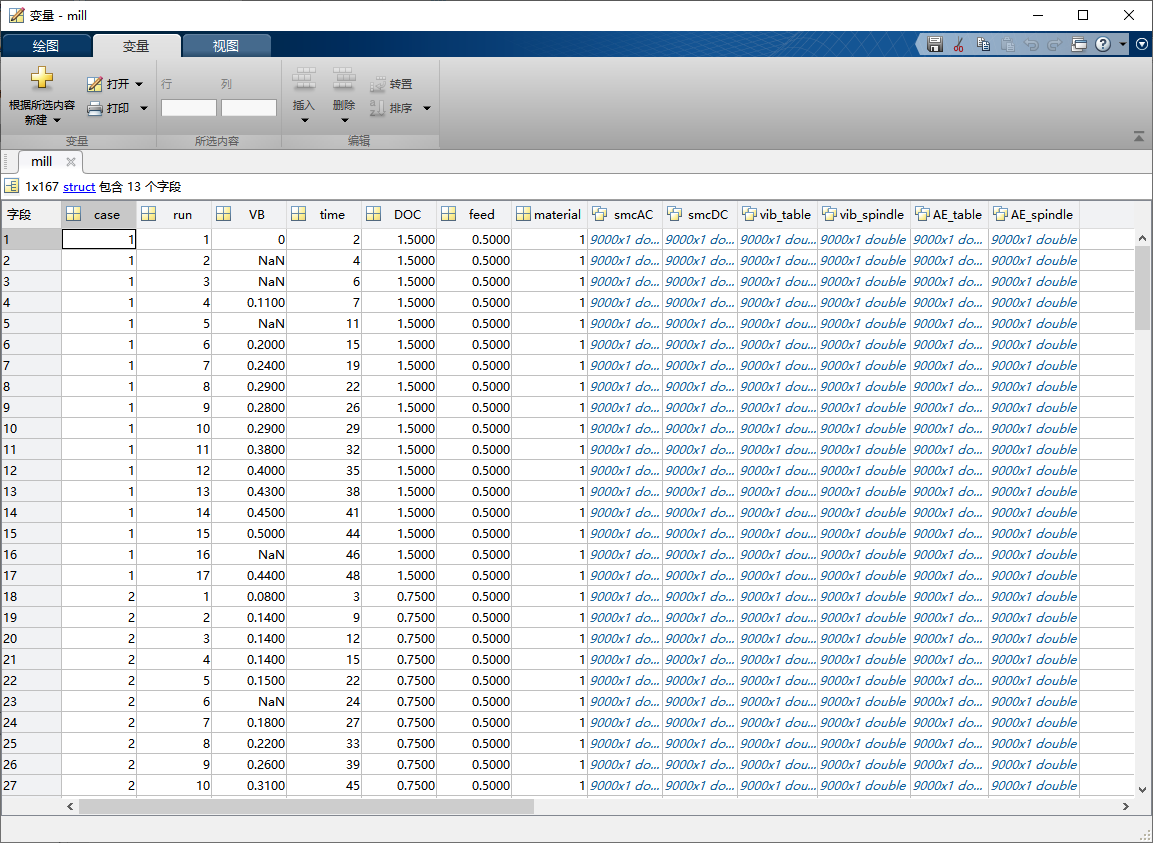 变量 - mill
绘图 变量 视图
根据所选内容
新建
打开
打印
行 列
插入 删除
转置
排序
变量 所选内容 编辑
mill
1x167 struct 包含 13 个字段
字段 case run VB time DOC feed material smcAC smcDC vib_table vib_spindle AE_table AE_spindle
1 1 1 0 2 1.5000 0.5000 1 9000x1 do... 9000x1 do... 9000x1 dou... 9000x1 double 9000x1 do... 9000x1 double
2 1 2 NaN 4 1.5000 0.5000 1 9000x1 do... 9000x1 do... 9000x1 dou... 9000x1 double 9000x1 do... 9000x1 double
3 1 3 NaN 6 1.5000 0.5000 1 9000x1 do... 9000x1 do... 9000x1 dou... 9000x1 double 9000x1 do... 9000x1 double
4 1 4 0.1100 7 1.5000 0.5000 1 9000x1 do... 9000x1 do... 9000x1 dou... 9000x1 double 9000x1 do... 9000x1 double
5 1 5 NaN 11 1.5000 0.5000 1 9000x1 do... 9000x1 do... 9000x1 dou... 9000x1 double 9000x1 do... 9000x1 double
6 1 6 0.2000 15 1.5000 0.5000 1 9000x1 do... 9000x1 do... 9000x1 dou... 9000x1 double 9000x1 do... 9000x1 double
7 1 7 0.2400 19 1.5000 0.5000 1 9000x1 do... 9000x1 do... 9000x1 dou... 9000x1 double 9000x1 do... 9000x1 double
8 1 8 0.2900 22 1.5000 0.5000 1 9000x1 do... 9000x1 do... 9000x1 dou... 9000x1 double 9000x1 do... 9000x1 double
9 1 9 0.2800 26 1.5000 0.5000 1 9000x1 do... 9000x1 do... 9000x1 dou... 9000x1 double 9000x1 do... 9000x1 double
10 1 10 0.2900 29 1.5000 0.5000 1 9000x1 do... 9000x1 do... 9000x1 dou... 9000x1 double 9000x1 do... 9000x1 double
11 1 11 0.3800 32 1.5000 0.5000 1 9000x1 do... 9000x1 do... 9000x1 dou... 9000x1 double 9000x1 do... 9000x1 double
12 1 12 0.4000 35 1.5000 0.5000 1 9000x1 do... 9000x1 do... 9000x1 dou... 9000x1 double 9000x1 do... 9000x1 double
13 1 13 0.4300 38 1.5000 0.5000 1 9000x1 do... 9000x1 do... 9000x1 dou... 9000x1 double 9000x1 do... 9000x1 double
14 1 14 0.4500 41 1.5000 0.5000 1 9000x1 do... 9000x1 do... 9000x1 dou... 9000x1 double 9000x1 do... 9000x1 double
15 1 15 0.5000 44 1.5000 0.5000 1 9000x1 do... 9000x1 do... 9000x1 dou... 9000x1 double 9000x1 do... 9000x1 double
16 1 16 NaN 46 1.5000 0.5000 1 9000x1 do... 9000x1 do... 9000x1 dou... 9000x1 double 9000x1 do... 9000x1 double
17 1 17 0.4400 48 1.5000 0.5000 1 9000x1 do... 9000x1 do... 9000x1 dou... 9000x1 double 9000x1 do... 9000x1 double
18 2 1 0.0800 3 0.7500 0.5000 1 9000x1 do... 9000x1 do... 9000x1 dou... 9000x1 double 9000x1 do... 9000x1 double
19 2 2 0.1400 9 0.7500 0.5000 1 9000x1 do... 9000x1 do... 9000x1 dou... 9000x1 double 9000x1 do... 9000x1 double
20 2 3 0.1400 12 0.7500 0.5000 1 9000x1 do... 9000x1 do... 9000x1 dou... 9000x1 double 9000x1 do... 9000x1 double
21 2 4 0.1400 15 0.7500 0.5000 1 9000x1 do... 9000x1 do... 9000x1 dou... 9000x1 double 9000x1 do... 9000x1 double
22 2 5 0.1500 22 0.7500 0.5000 1 9000x1 do... 9000x1 do... 9000x1 dou... 9000x1 double 9000x1 do... 9000x1 double
23 2 6 NaN 24 0.7500 0.5000 1 9000x1 do... 9000x1 do... 9000x1 dou... 9000x1 double 9000x1 do... 9000x1 double
24 2 7 0.1800 27 0.7500 0.5000 1 9000x1 do... 9000x1 do... 9000x1 dou... 9000x1 double 9000x1 do... 9000x1 double
25 2 8 0.2200 33 0.7500 0.5000 1 9000x1 do... 9000x1 do... 9000x1 dou... 9000x1 double 9000x1 do... 9000x1 double
26 2 9 0.2600 39 0.7500 0.5000 1 9000x1 do... 9000x1 do... 9000x1 dou... 9000x1 double 9000x1 do... 9000x1 double
27 2 10 0.3100 45 0.7500 0.5000 1 9000x1 do... 9000x1 do... 9000x1 dou... 9000x1 double 9000x1 do... 9000x1 double